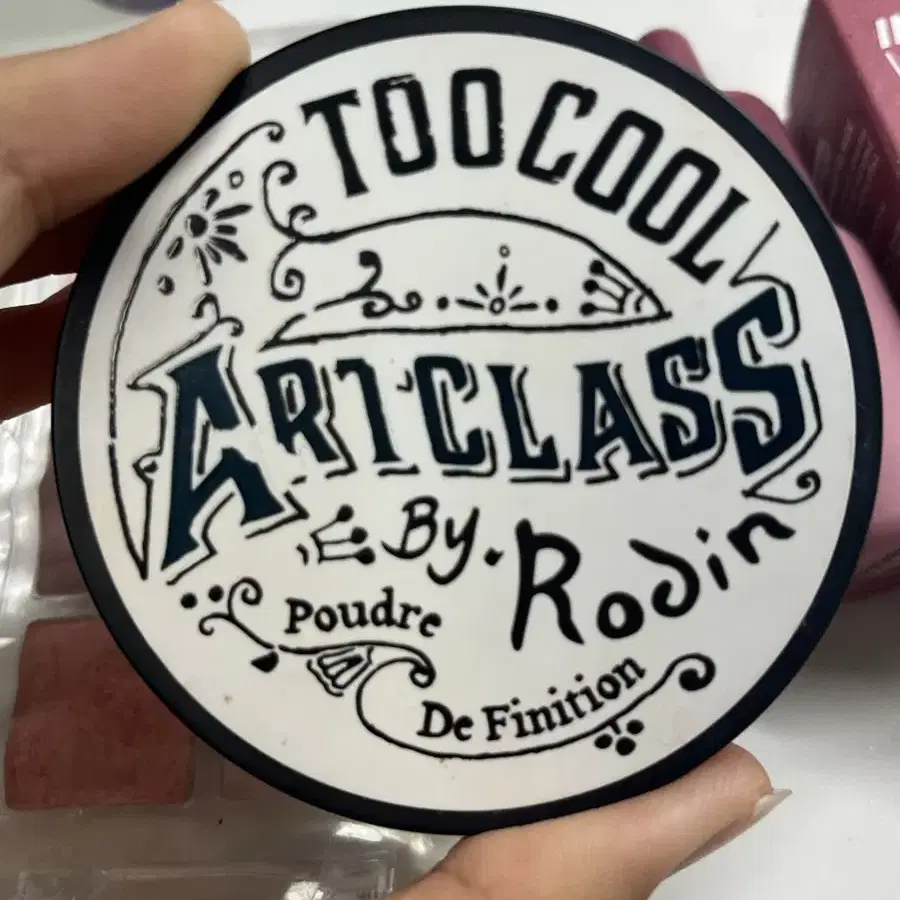 TOO COOL
ARTCLASS
By. Rodin
Poudre
De Finition